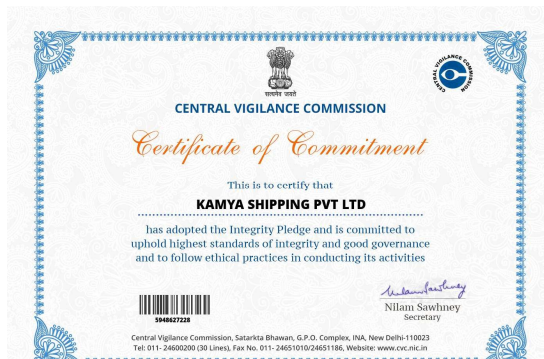 सत्यमेव जयते
CENTRAL VIGILANCE COMMISSION
CENTRAL VIGILANCE COMMISSION
Certificate of Commitment
This is to certify that
KAMYA SHIPPING PVT LTD
has adopted the Integrity Pledge and is committed to
uphold highest standards of integrity and good governance
and to follow ethical practices in conducting its activities
5948627228
Nilam Sawhney
Nilam Sawhney
Secretary
Central Vigilance Commission, Satarkta Bhawan, G.P.O. Complex, INA, New Delhi-110023
Tel: 011- 24600200 (30 Lines), Fax No. 011- 24651010/24651186, Website: www.cvc.nic.in